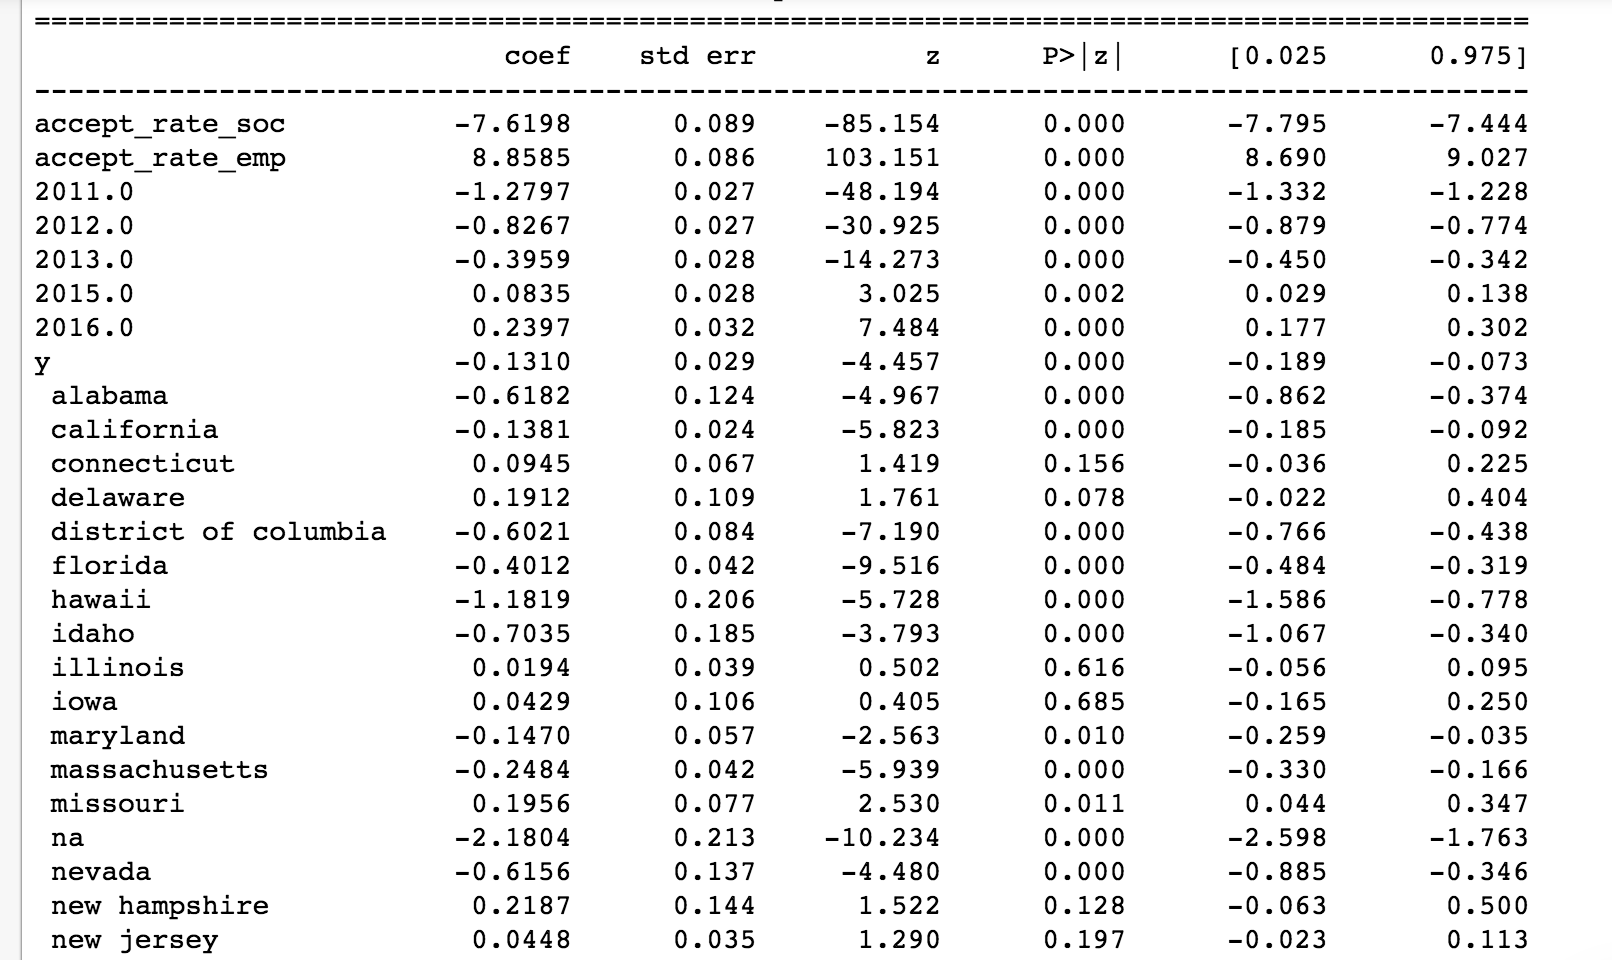 ==========================================================================================
coef std err z P>|z| [0.025 0.975]
------------------------------------------------------------------------------------------
accept_rate_soc -7.6198 0.089 -85.154 0.000 -7.795 -7.444
accept_rate_emp 8.8585 0.086 103.151 0.000 8.690 9.027
2011.0 -1.2797 0.027 -48.194 0.000 -1.332 -1.228
2012.0 -0.8267 0.027 -30.925 0.000 -0.879 -0.774
2013.0 -0.3959 0.028 -14.273 0.000 -0.450 -0.342
2015.0 0.0835 0.028 3.025 0.002 0.029 0.138
2016.0 0.2397 0.032 7.484 0.000 0.177 0.302
y -0.1310 0.029 -4.457 0.000 -0.189 -0.073
alabama -0.6182 0.124 -4.967 0.000 -0.862 -0.374
california -0.1381 0.024 -5.823 0.000 -0.185 -0.092
connecticut 0.0945 0.067 1.419 0.156 -0.036 0.225
delaware 0.1912 0.109 1.761 0.078 -0.022 0.404
district of columbia -0.6021 0.084 -7.190 0.000 -0.766 -0.438
florida -0.4012 0.042 -9.516 0.000 -0.484 -0.319
hawaii -1.1819 0.206 -5.728 0.000 -1.586 -0.778
idaho -0.7035 0.185 -3.793 0.000 -1.067 -0.340
illinois 0.0194 0.039 0.502 0.616 -0.056 0.095
iowa 0.0429 0.106 0.405 0.685 -0.165 0.250
maryland -0.1470 0.057 -2.563 0.010 -0.259 -0.035
massachusetts -0.2484 0.042 -5.939 0.000 -0.330 -0.166
missouri 0.1956 0.077 2.530 0.011 0.044 0.347
na -2.1804 0.213 -10.234 0.000 -2.598 -1.763
nevada -0.6156 0.137 -4.480 0.000 -0.885 -0.346
new hampshire 0.2187 0.144 1.522 0.128 -0.063 0.500
new jersey 0.0448 0.035 1.290 0.197 -0.023 0.113